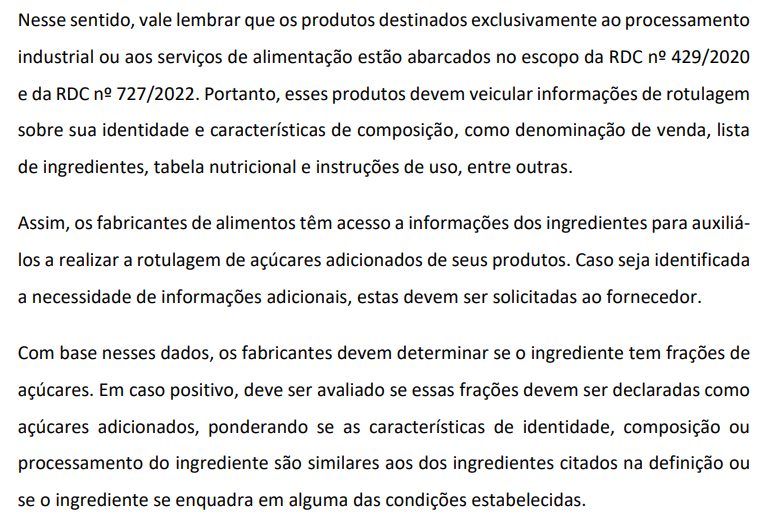 Nesse sentido, vale lembrar que os produtos destinados exclusivamente ao processamento
industrial ou aos serviços de alimentação estão abarcados no escopo da RDC nº 429/2020
e da RDC nº 727/2022. Portanto, esses produtos devem veicular informações de rotulagem
sobre sua identidade e características de composição, como denominação de venda, lista
de ingredientes, tabela nutricional e instruções de uso, entre outras.
Assim, os fabricantes de alimentos têm acesso a informações dos ingredientes para auxiliá-
los a realizar a rotulagem de açúcares adicionados de seus produtos. Caso seja identificada
a necessidade de informações adicionais, estas devem ser solicitadas ao fornecedor.
Com base nesses dados, os fabricantes devem determinar se o ingrediente tem frações de
açúcares. Em caso positivo, deve ser avaliado se essas frações devem ser declaradas como
açúcares adicionados, ponderando se as características de identidade, composição ou
processamento do ingrediente são similares aos dos ingredientes citados na definição ou
se o ingrediente se enquadra em alguma das condições estabelecidas.